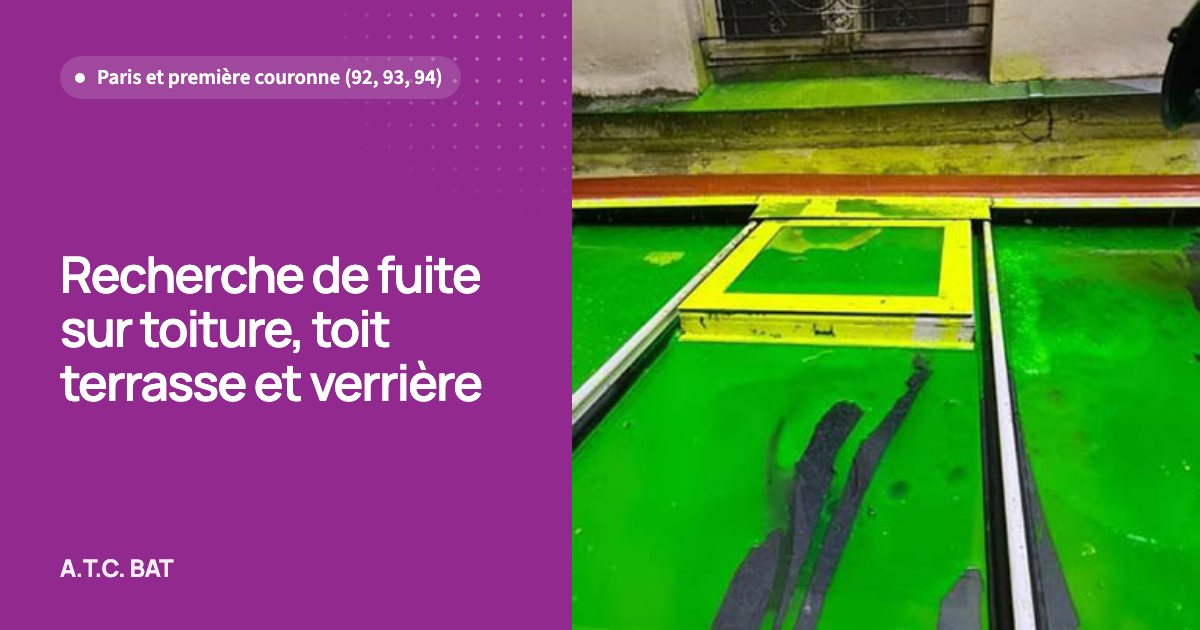 Paris et première couronne (92, 93, 94)
Recherche de fuite
sur toiture, toit
terrasse et verrière
A.T.C. BAT